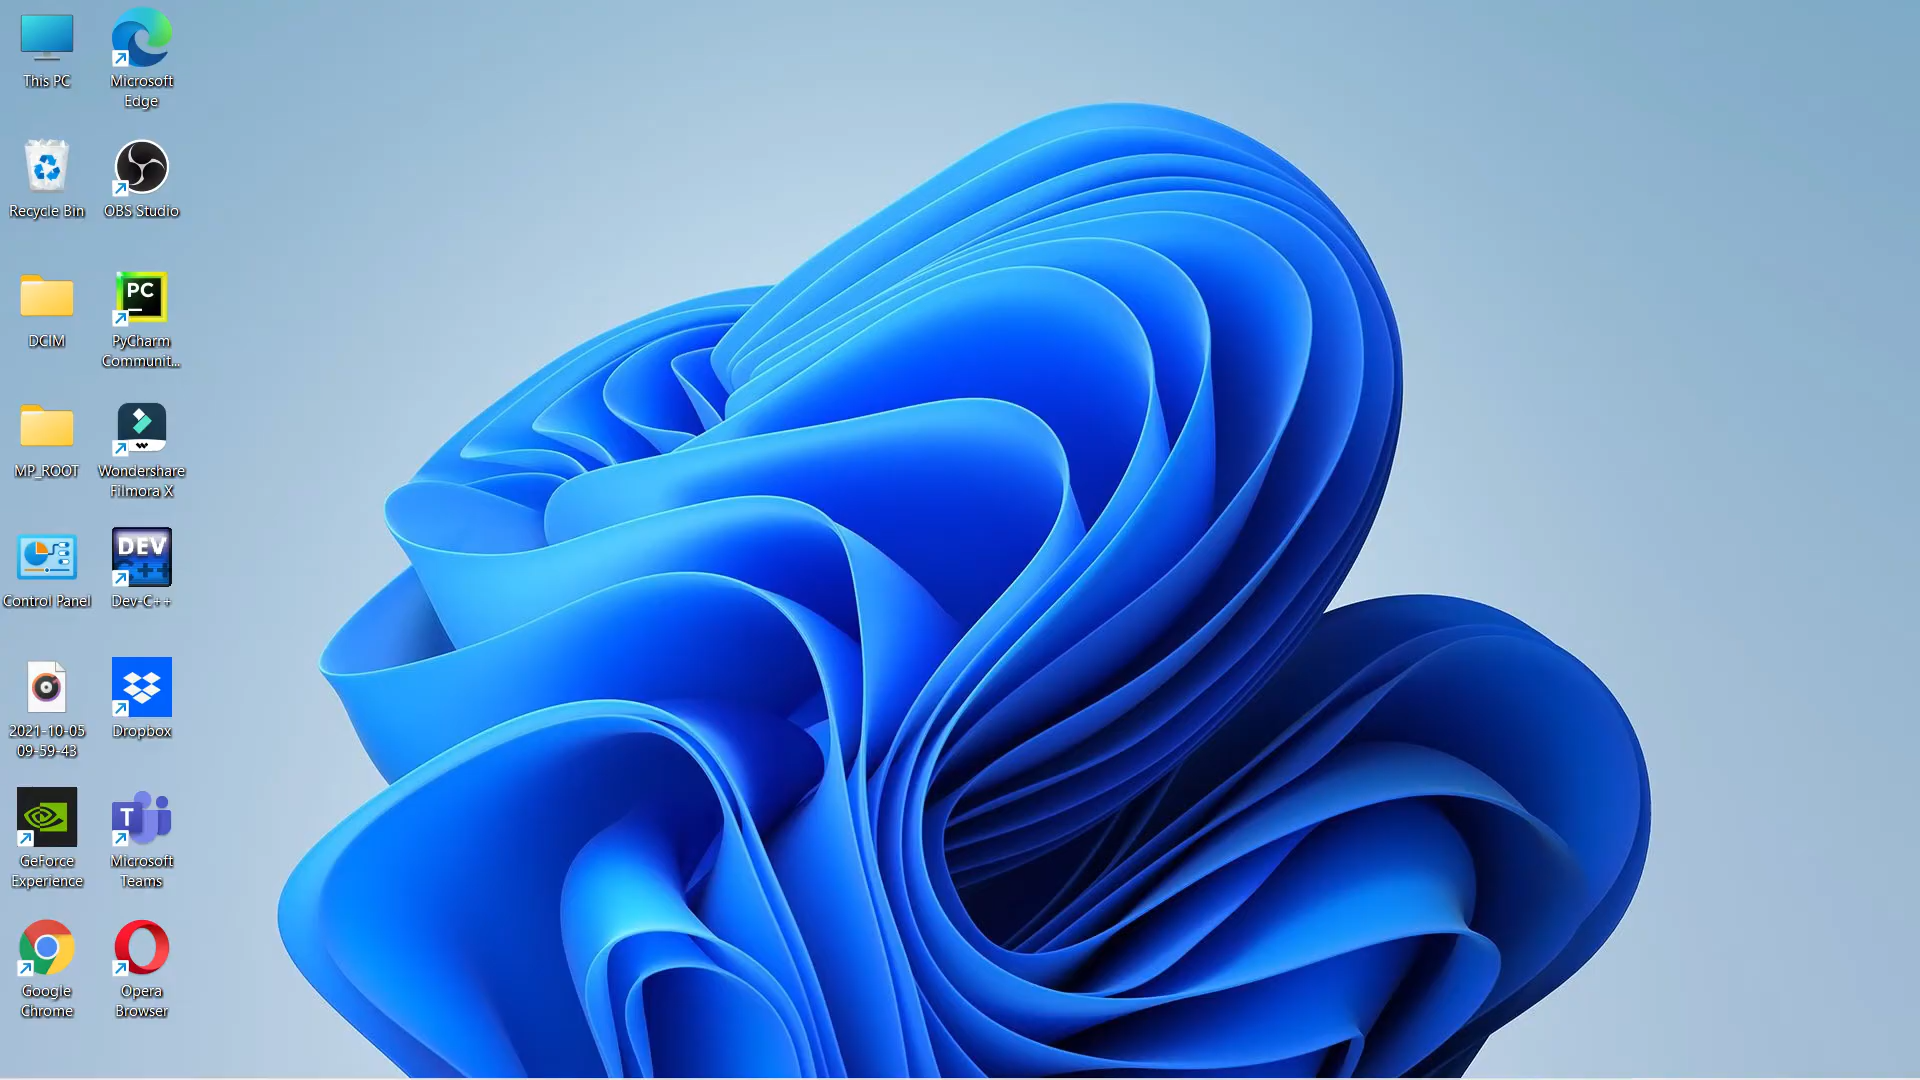 This PC
Microsoft
Edge
Recycle Bin
OBS Studio
DCIM
PC
PyCharm
Communit...
MP_ROOT
Wondershare
Filmora X
Control Panel
DEV
C++
Dev-C++
2021-10-05
09-59-43
Dropbox
GeForce
Experience
T
Microsoft
Teams
Google
Chrome
Opera
Browser